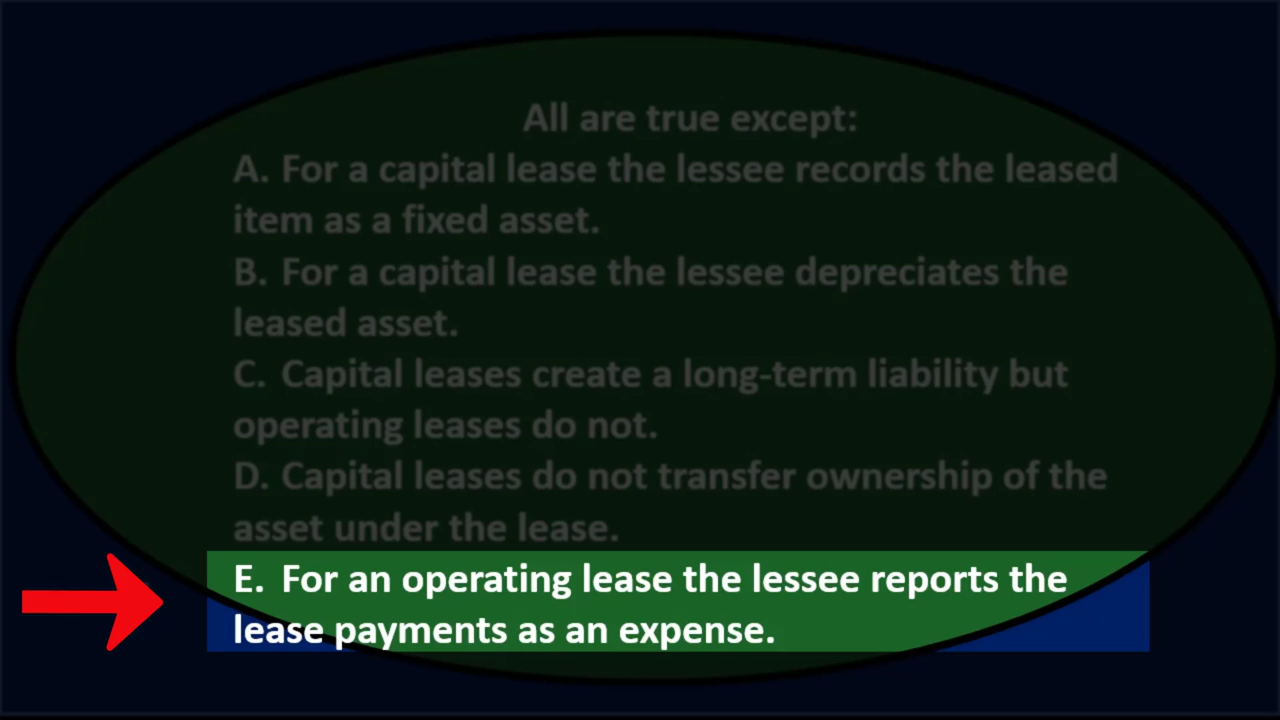 All are true except:
A. For a capital lease the lessee records the leased
item as a fixed asset.
B. For a capital lease the lessee depreciates the
leased asset.
C. Capital leases create a long-term liability but
operating leases do not.
D. Capital leases do not transfer ownership of the
asset under the lease.
E. For an operating lease the lessee reports the
lease payments as an expense.